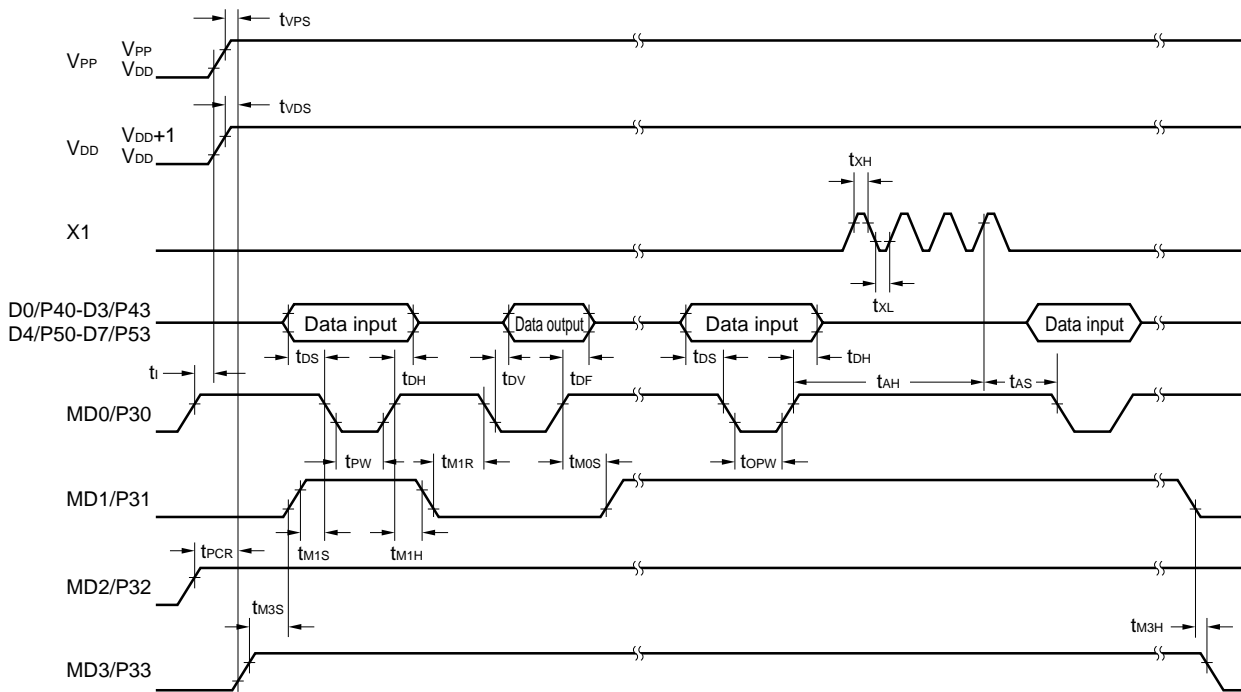 tVPS
VPP
VPP
VDD
tVDS
VDD
VDD+1
VDD
tXH
X1
tXL
D0/P40-D3/P43
D4/P50-D7/P53
Data input
Data output
Data input
Data input
tDS
tDH
tDV
tDF
tDS
tDH
tI
tAH
tAS
MD0/P30
tPW
tM1R
tM0S
tOPW
MD1/P31
tM1S
tM1H
tPCR
MD2/P32
tM3S
tM3H
MD3/P33